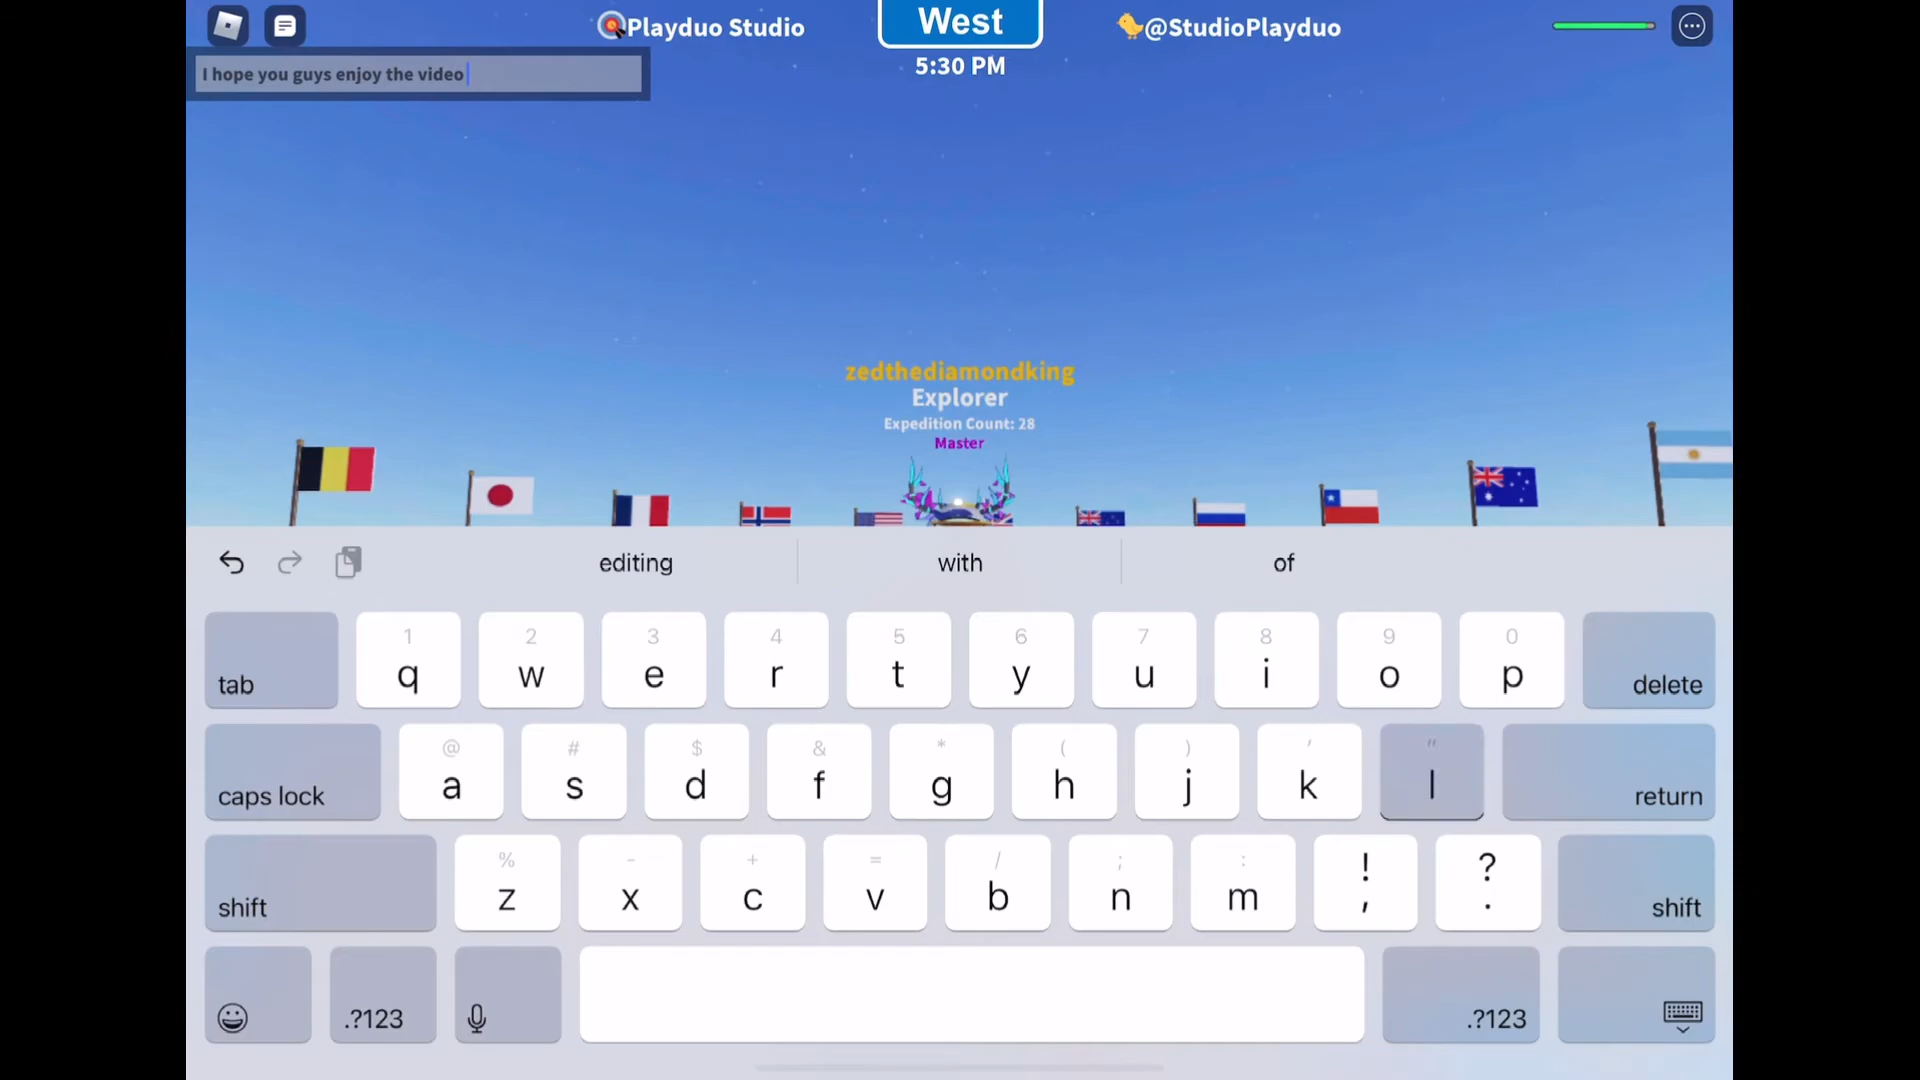 Playduo Studio
West
@StudioPlayduo
5:30 PM
I hope you guys enjoy the video
zedthediamondking
Explorer
Expedition Count: 28
Master
editing with of
1 2 3 4 5 6 7 8 9 0
tab q w e r t y u i o p delete
@ # $ & * ( ) ' "
caps lock a s d f g h j k l return
% - + = / ; : ! ?
shift z x c v b n m , . shift
.?123 .?123